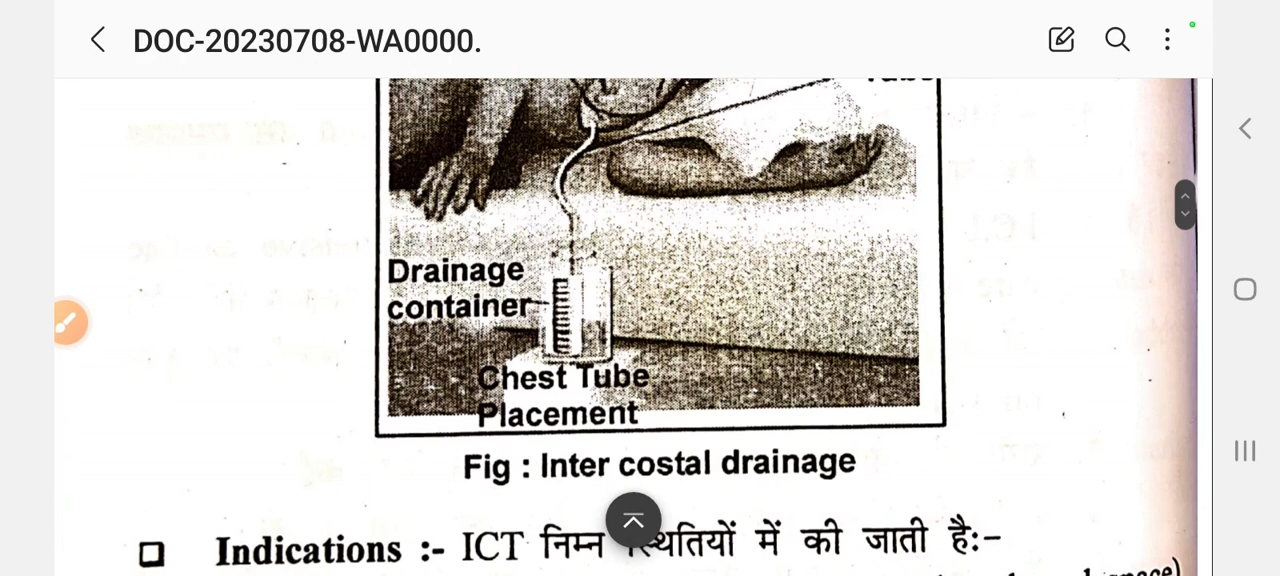 DOC-20230708-WA0000.
Drainage
container
Chest Tube
Placement
Fig : Inter costal drainage
Indications :- ICT निम्न स्थितियों में की जाती है:-